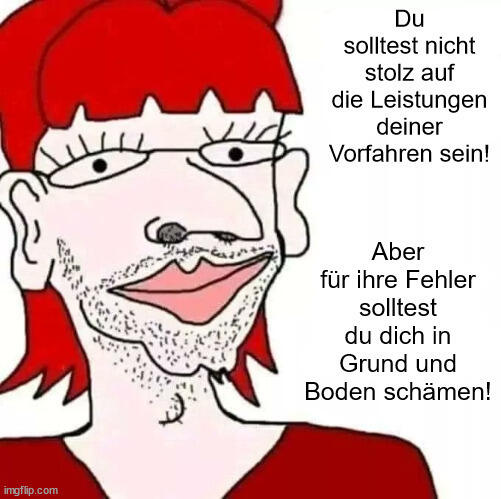 Du
solltest nicht
stolz auf
die Leistungen
deiner
Vorfahren sein!
Aber
für ihre Fehler
solltest
du dich in
Grund und
Boden schämen!
imgflip.com